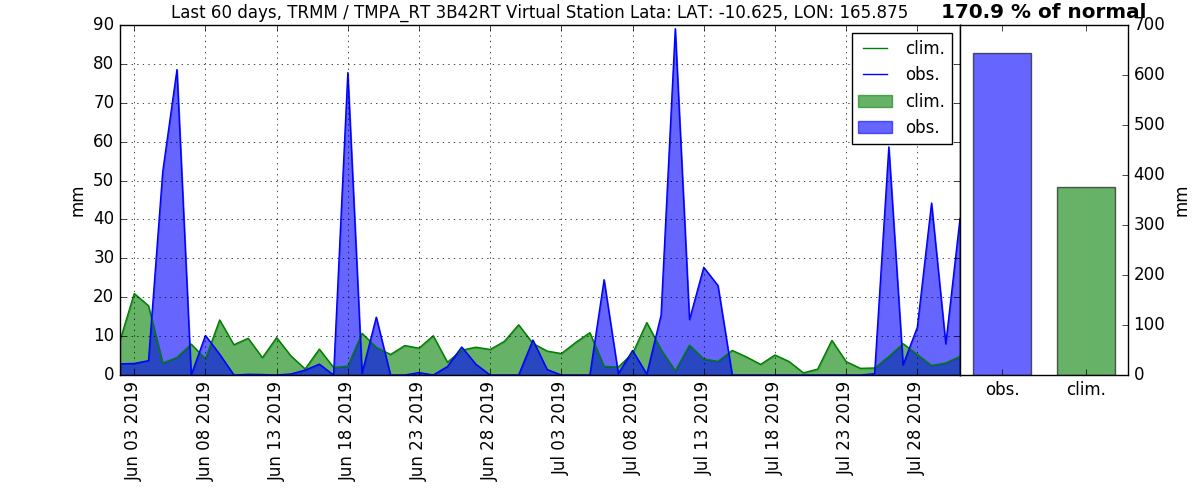 Last 60 days, TRMM / TMPA_RT 3B42RT Virtual Station Lata: LAT: -10.625, LON: 165.875
170.9 % of normal
90
80
70
60
50
40
30
20
10
0
mm
clim.
obs.
clim.
obs.
Jun 03 2019
Jun 08 2019
Jun 13 2019
Jun 18 2019
Jun 23 2019
Jun 28 2019
Jul 03 2019
Jul 08 2019
Jul 13 2019
Jul 18 2019
Jul 23 2019
Jul 28 2019
700
600
500
400
300
200
100
0
mm
obs.
clim.